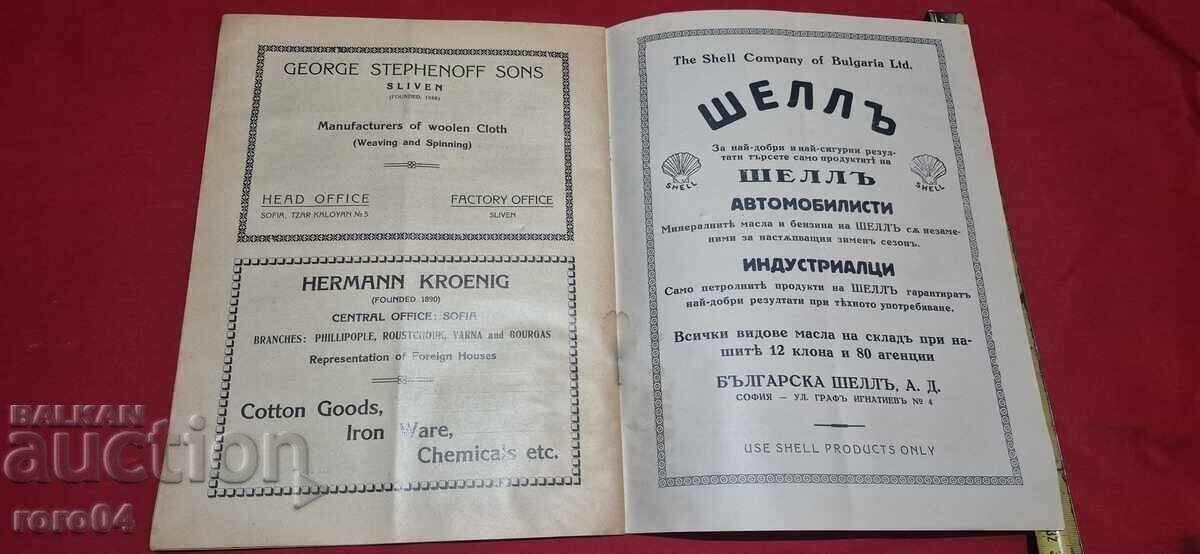 GEORGE STEPHENOFF SONS
SLIVEN
(FOUNDED, 1888)
Manufacturers of woolen Cloth
(Weaving and Spinning)
HEAD OFFICE
SOFIA, TZAR KALOYAN № 5
FACTORY OFFICE
SLIVEN
HERMANN KROENIG
(FOUNDED 1890)
CENTRAL OFFICE: SOFIA
BRANCHES: PHILLIPOPLE, ROUSTCHOUK, VARNA and BOURGAS
Representation of Foreign Houses
Cotton Goods,
Iron Ware,
Chemicals etc.
The Shell Company of Bulgaria Ltd.
ШЕЛЛЪ
За най-добри и най-сигурни резул-
тати търсете само продуктитѣ на
ШЕЛЛЪ
SHELL
SHELL
АВТОМОБИЛИСТИ
Минералнитѣ масла и бензина на ШЕЛЛЪ сѫ незаме-
ними за настѫпващия зименъ сезонъ.
ИНДУСТРИАЛЦИ
Само петролнитѣ продукти на ШЕЛЛЪ гарантиратъ
най-добри резултати при тѣхното употребяване.
Всички видове масла на складъ при на-
шитѣ 12 клона и 80 агенции
БЪЛГАРСКА ШЕЛЛЪ, А. Д.
СОФИЯ — УЛ. ГРАФЪ ИГНАТИЕВЪ № 4
USE SHELL PRODUCTS ONLY
BALKAN
auction
roro04